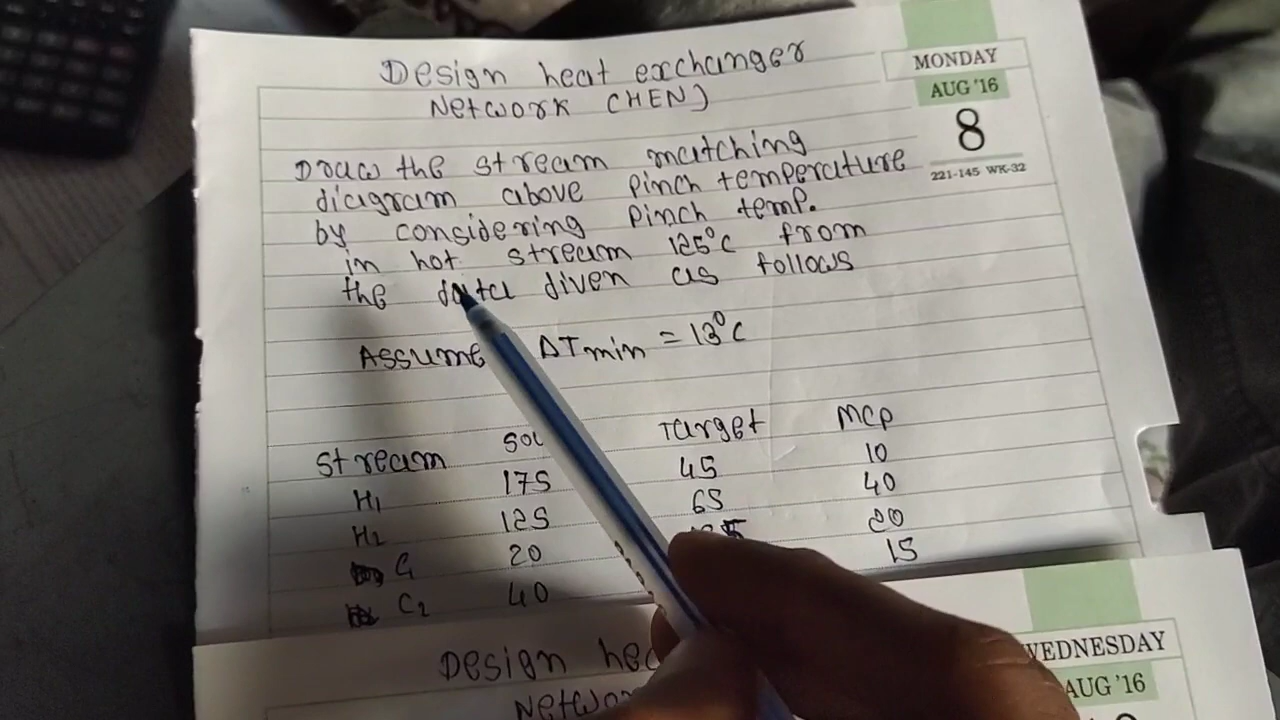 Design heat exchanger
Network (HEN)
MONDAY
AUG '16
8
221-145 WK-32
Draw the stream matching
diagram above pinch temperature
by considering pinch temp.
in hot stream 125°C from
the data diven as follows
Assume ΔTmin = 13°C
Stream Target MCP
H1 175 45 10
H2 125 65 40
C1 20 20
C2 40 15
Design
Network
WEDNESDAY
AUG '16